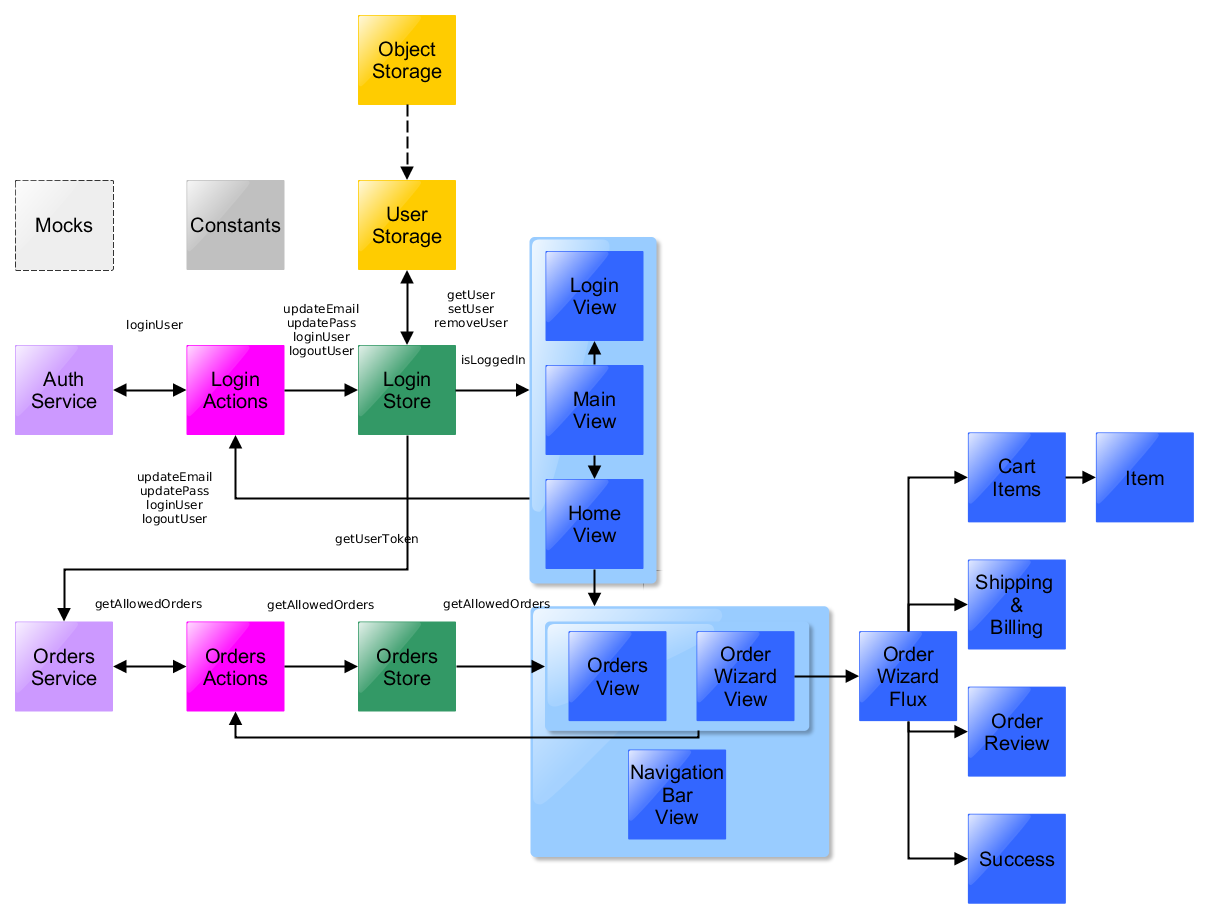 Object
Storage
Mocks
Constants
User
Storage
loginUser
updateEmail
updatePass
loginUser
logoutUser
getUser
setUser
removeUser
isLoggedIn
Login
View
Auth
Service
Login
Actions
Login
Store
Main
View
updateEmail
updatePass
loginUser
logoutUser
getUserToken
Home
View
Cart
Items
Item
getAllowedOrders
getAllowedOrders
getAllowedOrders
Shipping
&
Billing
Orders
Service
Orders
Actions
Orders
Store
Orders
View
Order
Wizard
View
Order
Wizard
Flux
Order
Review
Navigation
Bar
View
Success